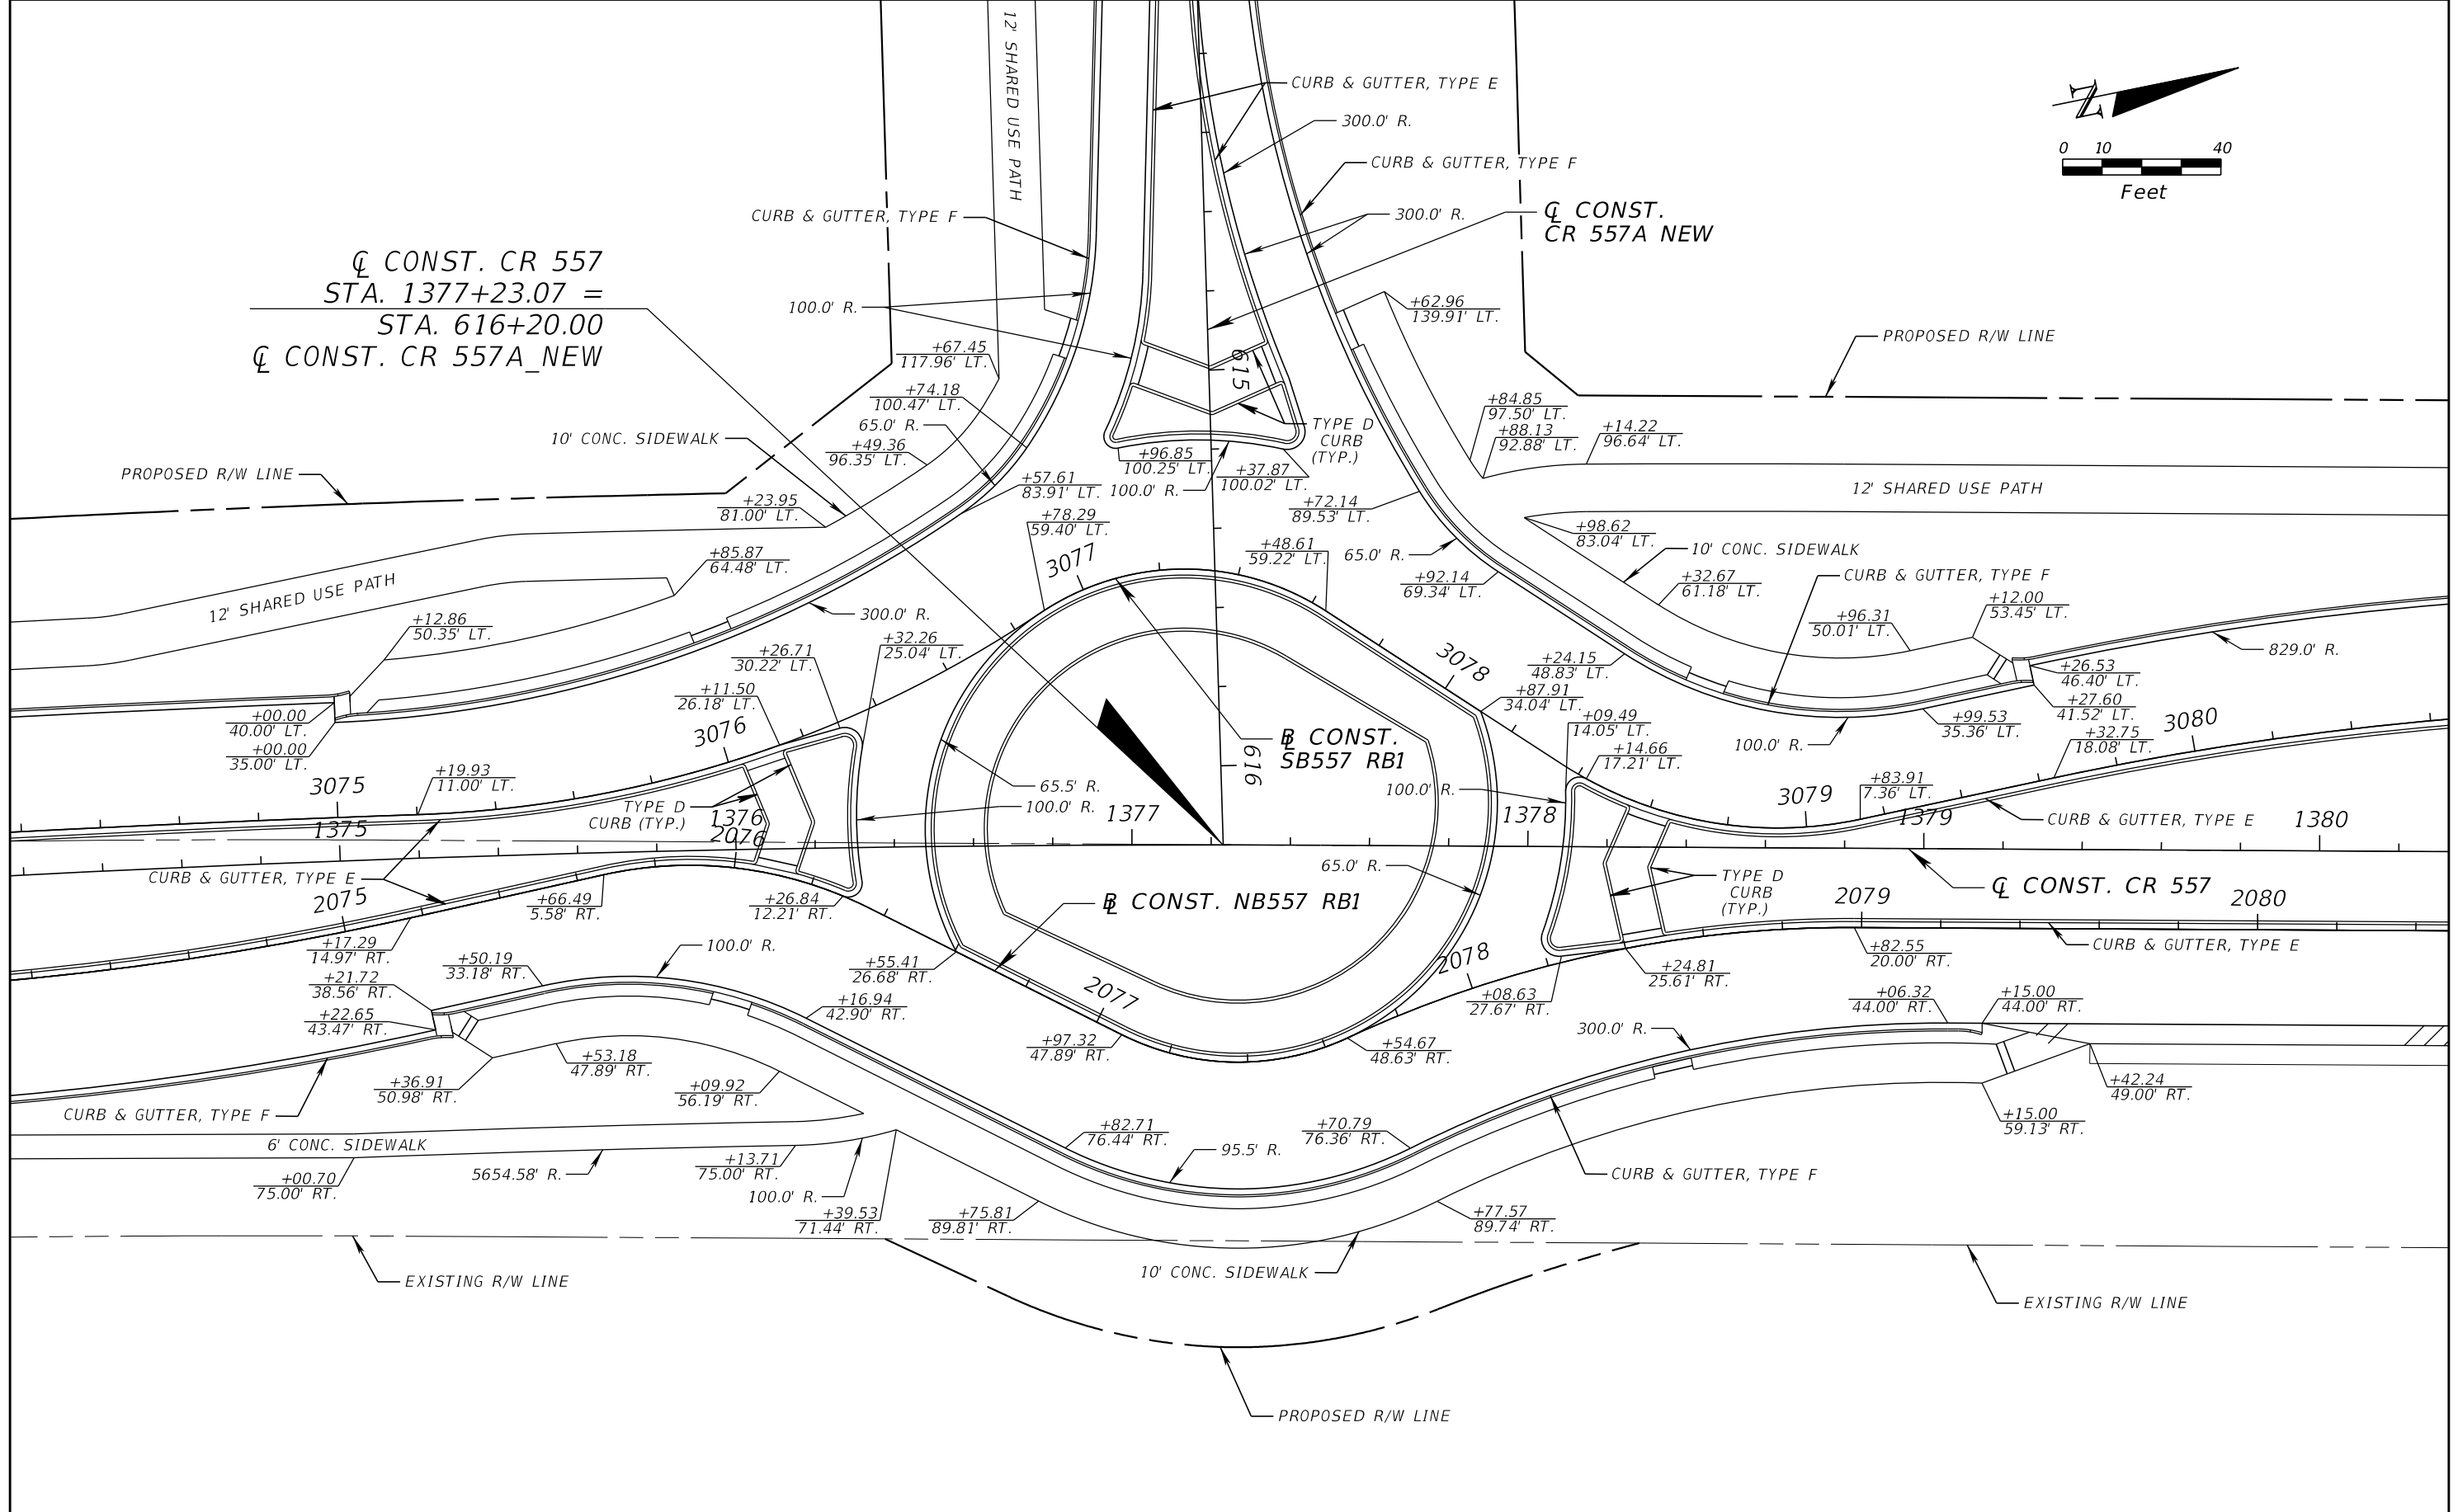 12' SHARED USE PATH
CURB & GUTTER, TYPE E
300.0' R.
CURB & GUTTER, TYPE F
N
0 10 40
Feet
CURB & GUTTER, TYPE F
300.0' R.
℄ CONST.
CR 557A NEW
℄ CONST. CR 557
STA. 1377+23.07 =
STA. 616+20.00
℄ CONST. CR 557A_NEW
100.0' R.
+62.96
139.91' LT.
PROPOSED R/W LINE
+67.45
117.96' LT.
615
+74.18
100.47' LT.
65.0' R.
10' CONC. SIDEWALK
+49.36
96.35' LT.
TYPE D
CURB
(TYP.)
+84.85
97.50' LT.
+88.13
92.88' LT.
+14.22
96.64' LT.
PROPOSED R/W LINE
+96.85
100.25' LT.
+37.87
100.02' LT.
+57.61
83.91' LT.
100.0' R.
12' SHARED USE PATH
+23.95
81.00' LT.
+78.29
59.40' LT.
+72.14
89.53' LT.
+98.62
83.04' LT.
3077
+48.61
59.22' LT.
65.0' R.
10' CONC. SIDEWALK
+85.87
64.48' LT.
+92.14
69.34' LT.
+32.67
61.18' LT.
CURB & GUTTER, TYPE F
12' SHARED USE PATH
+12.86
50.35' LT.
300.0' R.
+96.31
50.01' LT.
+12.00
53.45' LT.
+26.71
30.22' LT.
+32.26
25.04' LT.
3078
+24.15
48.83' LT.
829.0' R.
+26.53
46.40' LT.
+11.50
26.18' LT.
+87.91
34.04' LT.
+27.60
41.52' LT.
+00.00
40.00' LT.
+00.00
35.00' LT.
3076
+09.49
14.05' LT.
+99.53
35.36' LT.
3080
B
L CONST.
SB557 RB1
616
+14.66
17.21' LT.
100.0' R.
+32.75
18.08' LT.
3075
+19.93
11.00' LT.
65.5' R.
100.0' R.
100.0' R.
3079
+83.91
7.36' LT.
TYPE D
CURB (TYP.)
1375
1376
2076
1377
1378
1379
1380
CURB & GUTTER, TYPE E
65.0' R.
CURB & GUTTER, TYPE E
2075
+66.49
5.58' RT.
+26.84
12.21' RT.
B
L CONST. NB557 RB1
TYPE D
CURB
(TYP.)
2079
℄ CONST. CR 557
2080
+17.29
14.97' RT.
100.0' R.
CURB & GUTTER, TYPE E
+50.19
33.18' RT.
+55.41
26.68' RT.
2078
+82.55
20.00' RT.
+21.72
38.56' RT.
2077
+24.81
25.61' RT.
+22.65
43.47' RT.
+16.94
42.90' RT.
+08.63
27.67' RT.
+06.32
44.00' RT.
+15.00
44.00' RT.
300.0' R.
+97.32
47.89' RT.
+54.67
48.63' RT.
+53.18
47.89' RT.
+36.91
50.98' RT.
+09.92
56.19' RT.
+42.24
49.00' RT.
CURB & GUTTER, TYPE F
+15.00
59.13' RT.
+82.71
76.44' RT.
+70.79
76.36' RT.
6' CONC. SIDEWALK
95.5' R.
+00.70
75.00' RT.
5654.58' R.
+13.71
75.00' RT.
CURB & GUTTER, TYPE F
100.0' R.
+39.53
71.44' RT.
+75.81
89.81' RT.
+77.57
89.74' RT.
10' CONC. SIDEWALK
EXISTING R/W LINE
EXISTING R/W LINE
PROPOSED R/W LINE